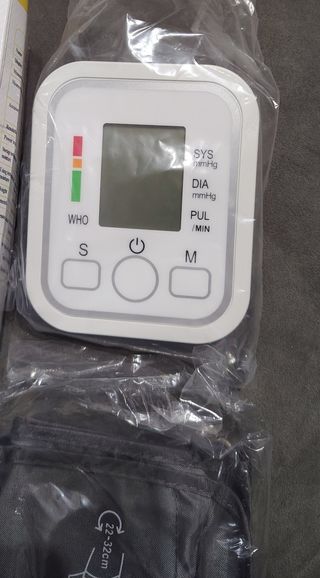 SYS
mmHg
DIA
mmHg
WHO
PUL
/MIN
S
M
22-32cm